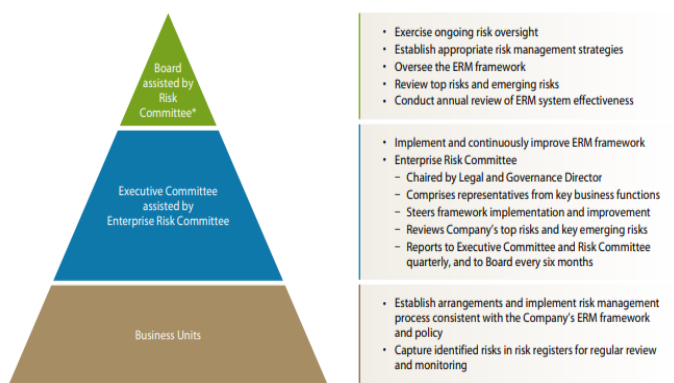 Board
assisted by
Risk
Committee*
• Exercise ongoing risk oversight
• Establish appropriate risk management strategies
• Oversee the ERM framework
• Review top risks and emerging risks
• Conduct annual review of ERM system effectiveness
Executive Committee
assisted by
Enterprise Risk Committee
• Implement and continuously improve ERM framework
• Enterprise Risk Committee
– Chaired by Legal and Governance Director
– Comprises representatives from key business functions
– Steers framework implementation and improvement
– Reviews Company's top risks and key emerging risks
– Reports to Executive Committee and Risk Committee
quarterly, and to Board every six months
Business Units
• Establish arrangements and implement risk management
process consistent with the Company's ERM framework
and policy
• Capture identified risks in risk registers for regular review
and monitoring